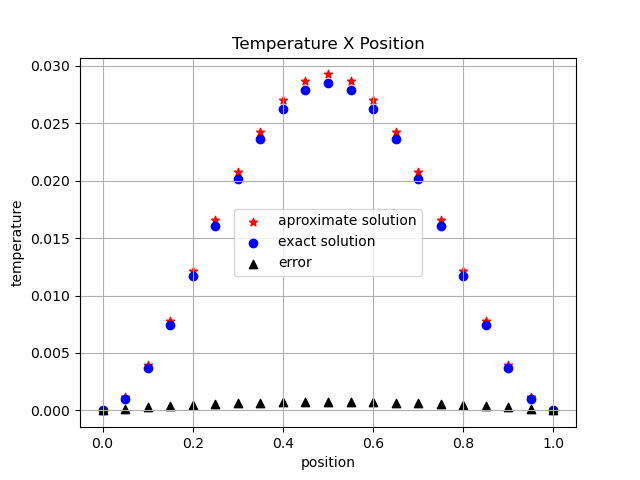 Temperature X Position
0.030
0.025
0.020
0.015
0.010
0.005
0.000
temperature
aproximate solution
exact solution
error
0.0 0.2 0.4 0.6 0.8 1.0
position